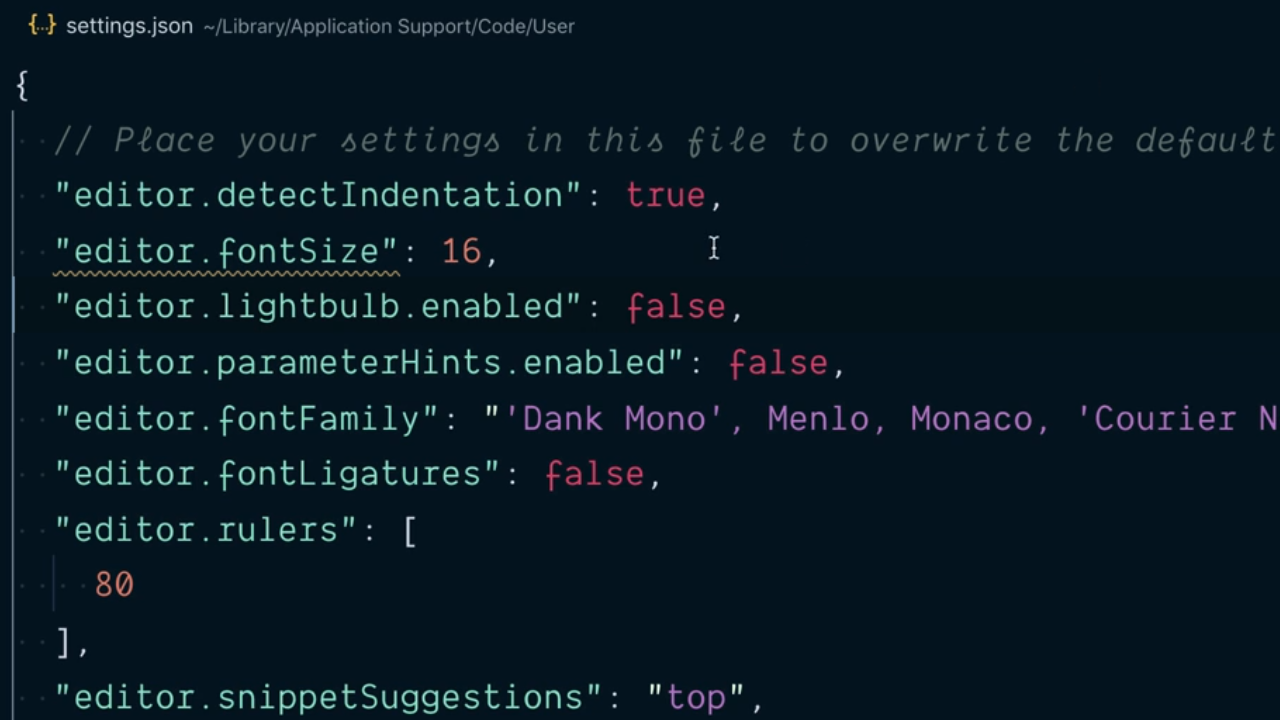 {..} settings.json ~/Library/Application Support/Code/User
{
// Place your settings in this file to overwrite the default
"editor.detectIndentation": true,
"editor.fontSize": 16,
"editor.lightbulb.enabled": false,
"editor.parameterHints.enabled": false,
"editor.fontFamily": "'Dank Mono', Menlo, Monaco, 'Courier N
"editor.fontLigatures": false,
"editor.rulers": [
80
],
"editor.snippetSuggestions": "top",